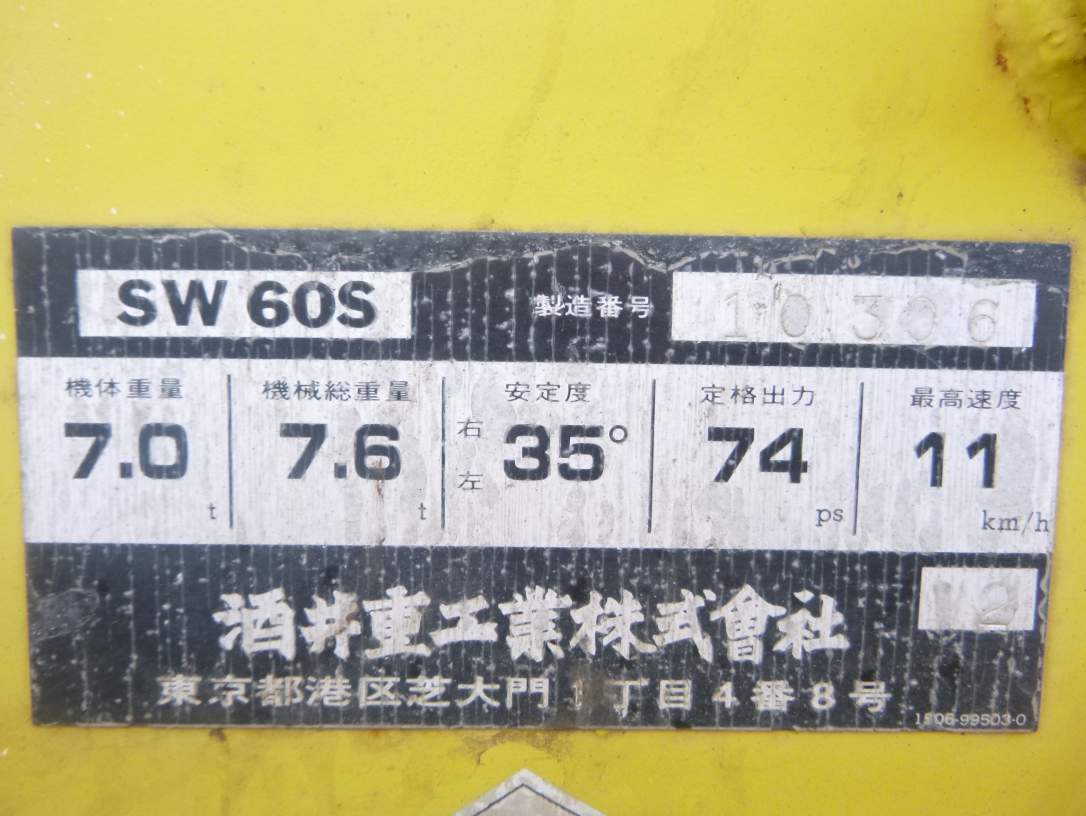 SW 60S 製造番号 10306
機体重量 機械総重量 安定度 定格出力 最高速度
7.0 t 7.6 t 右 左 35° 74 ps 11 km/h
酒井重工業株式會社
東京都港区芝大門1丁目4番8号